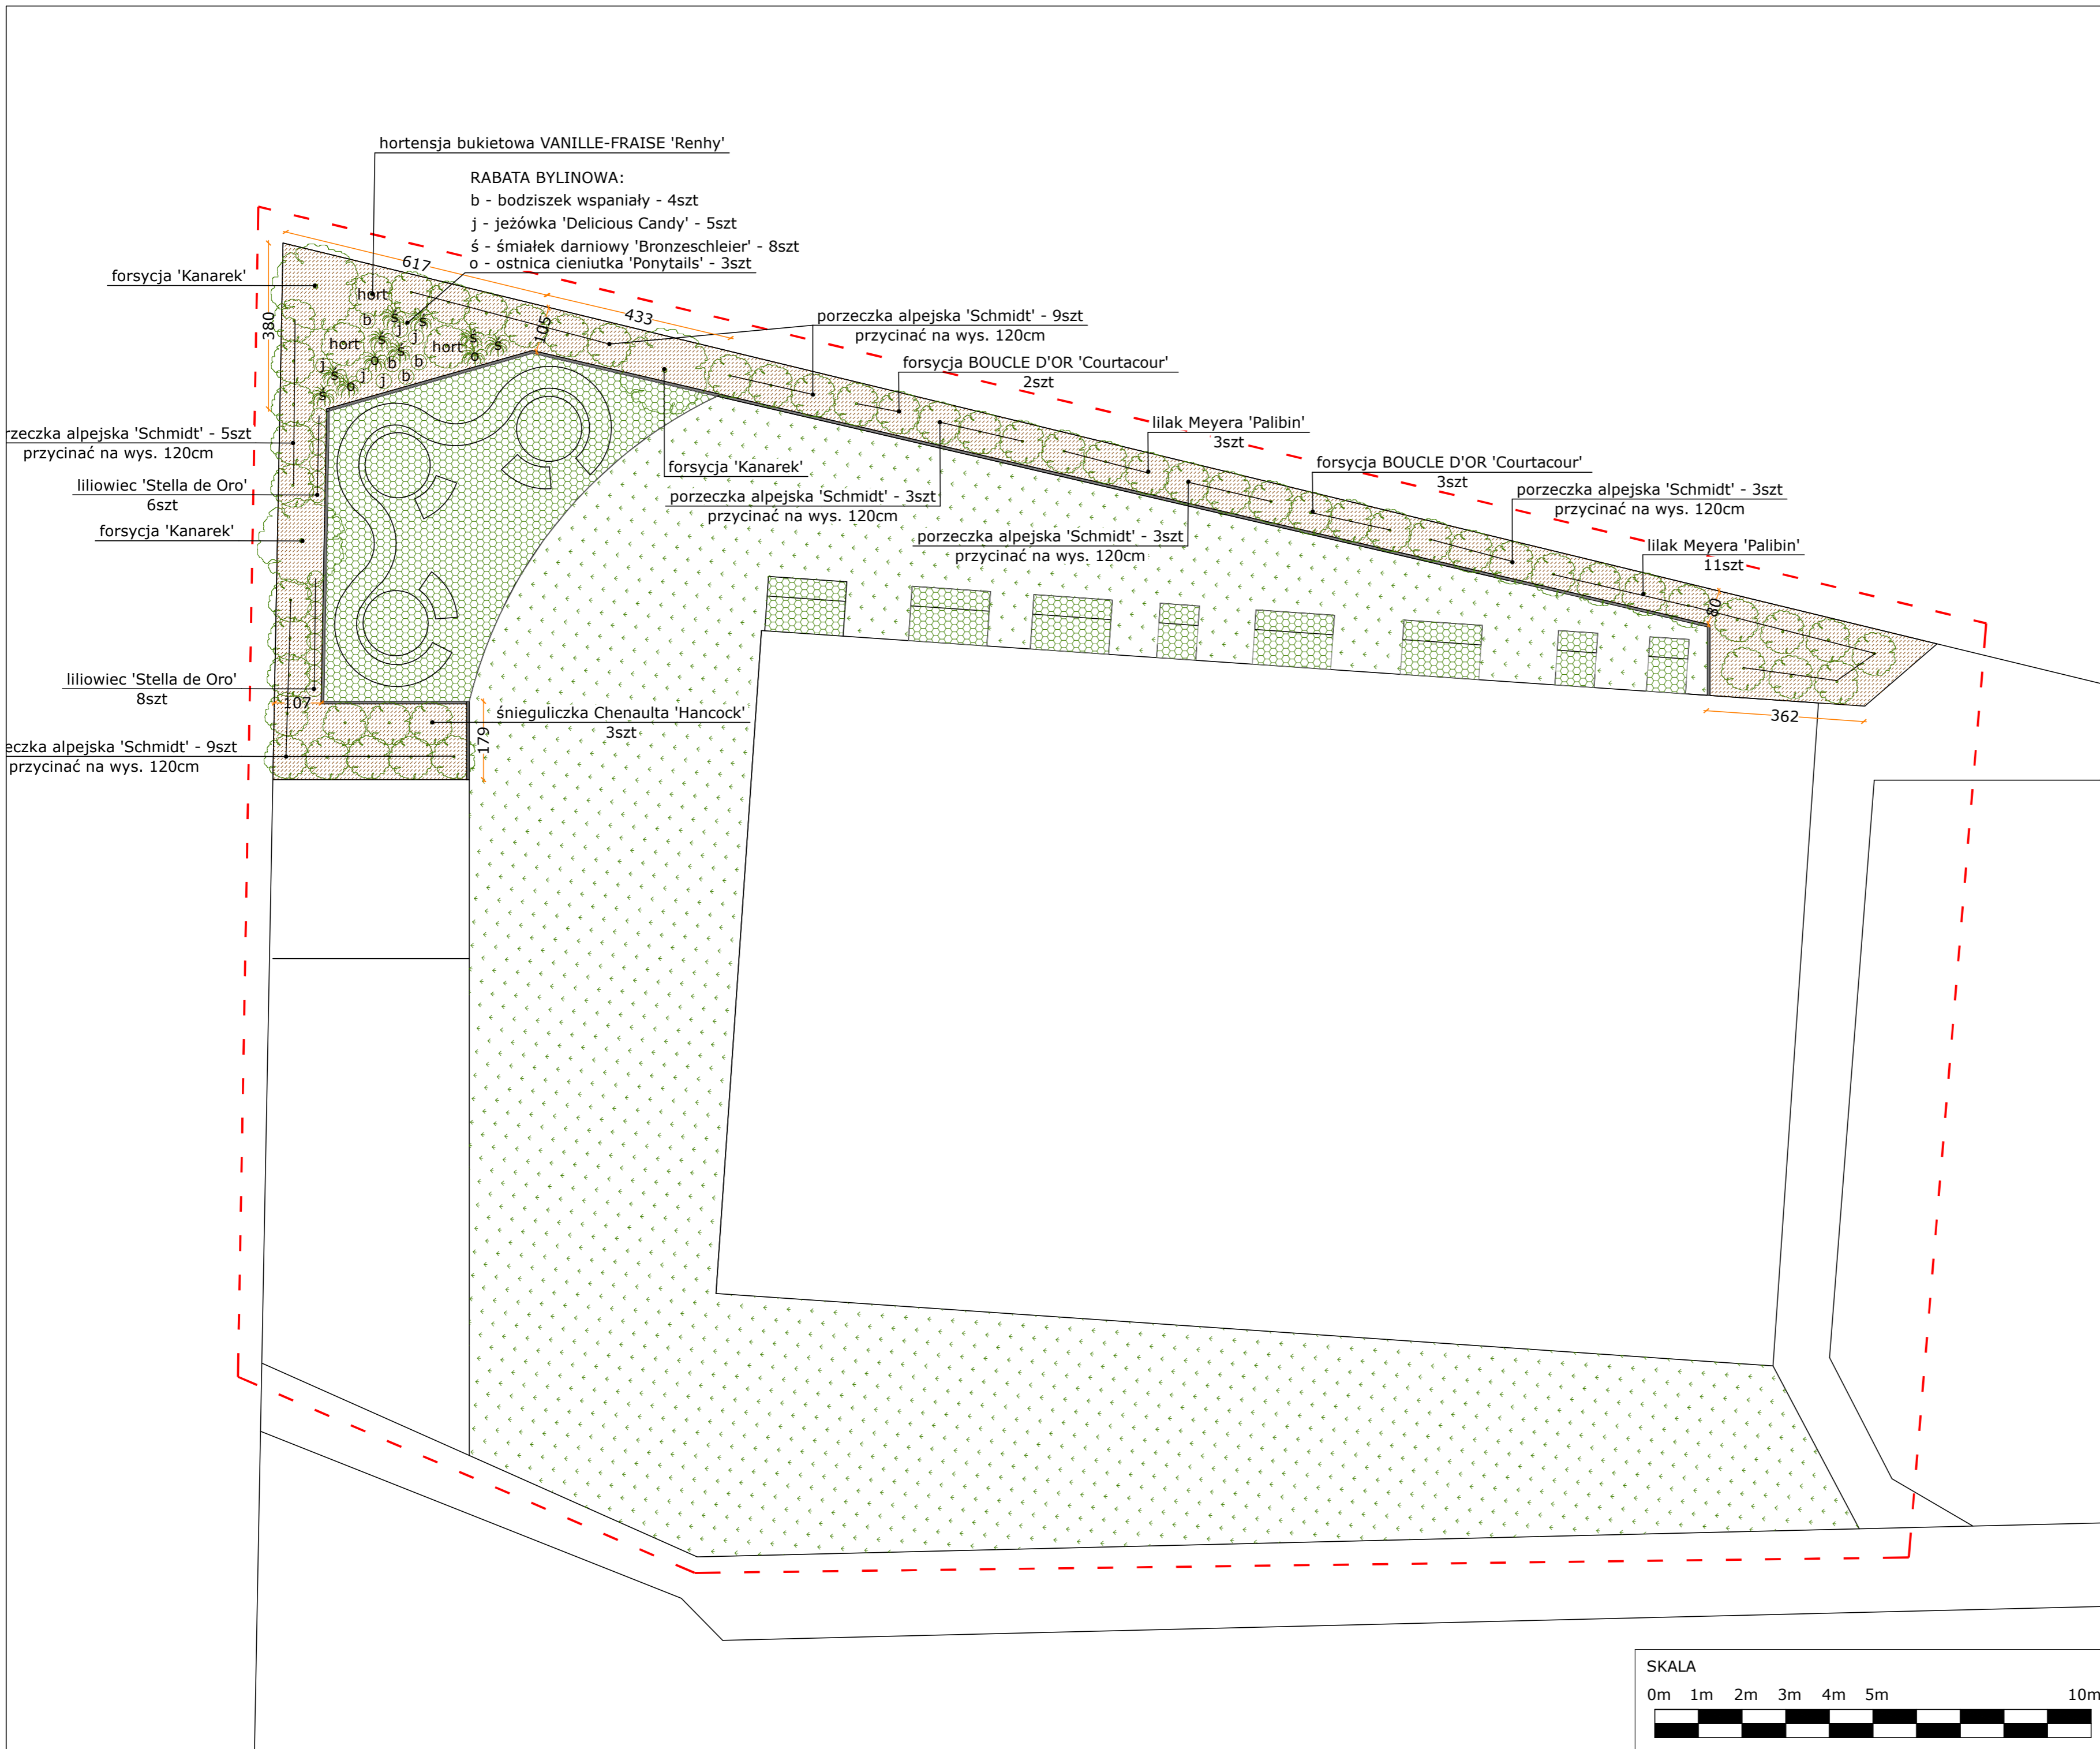 hortensja bukietowa VANILLE-FRAISE 'Renhy'
RABATA BYLINOWA:
b - bodziszek wspaniały - 4szt
j - jeżówka 'Delicious Candy' - 5szt
ś - śmiałek darniowy 'Bronzeschleier' - 8szt
o - ostnica cieniutka 'Ponytails' - 3szt
forsycja 'Kanarek'
617
433
105
380
hort
b
ś
ś
j
j
ś
ś
ś
hort
hort
ś
o
o
b
b
j
ś
j
j
b
o
ś
porzeczka alpejska 'Schmidt' - 9szt
przycinać na wys. 120cm
forsycja BOUCLE D'OR 'Courtacour'
2szt
lilak Meyera 'Palibin'
3szt
rzeczka alpejska 'Schmidt' - 5szt
przycinać na wys. 120cm
forsycja 'Kanarek'
forsycja BOUCLE D'OR 'Courtacour'
3szt
liliowiec 'Stella de Oro'
6szt
porzeczka alpejska 'Schmidt' - 3szt
przycinać na wys. 120cm
porzeczka alpejska 'Schmidt' - 3szt
przycinać na wys. 120cm
forsycja 'Kanarek'
porzeczka alpejska 'Schmidt' - 3szt
przycinać na wys. 120cm
lilak Meyera 'Palibin'
11szt
80
liliowiec 'Stella de Oro'
8szt
107
śnieguliczka Chenaulta 'Hancock'
3szt
179
362
eczka alpejska 'Schmidt' - 9szt
przycinać na wys. 120cm
SKALA
0m 1m 2m 3m 4m 5m 10m